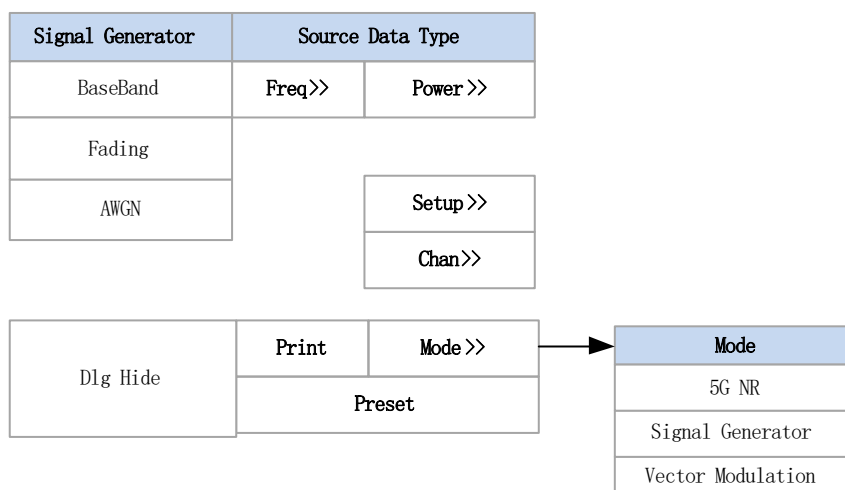 Signal Generator Source Data Type
BaseBand Freq>> Power>>
Fading
AWGN Setup>>
Chan>>
Dlg Hide Print Mode>>
Preset
Mode
5G NR
Signal Generator
Vector Modulation